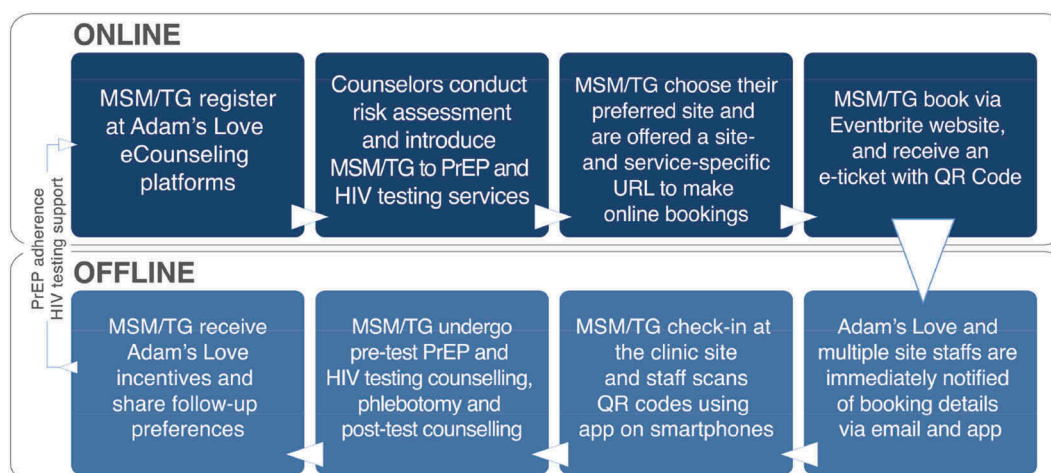 ONLINE
MSM/TG register
at Adam's Love
eCounseling
platforms
Counselors conduct
risk assessment
and introduce
MSM/TG to PrEP and
HIV testing services
MSM/TG choose their
preferred site and
are offered a site-
and service-specific
URL to make
online bookings
MSM/TG book via
Eventbrite website,
and receive an
e-ticket with QR Code
PrEP adherence
HIV testing support
OFFLINE
MSM/TG receive
Adam's Love
incentives and
share follow-up
preferences
MSM/TG undergo
pre-test PrEP and
HIV testing counselling,
phlebotomy and
post-test counselling
MSM/TG check-in at
the clinic site
and staff scans
QR codes using
app on smartphones
Adam's Love and
multiple site staffs are
immediately notified
of booking details
via email and app